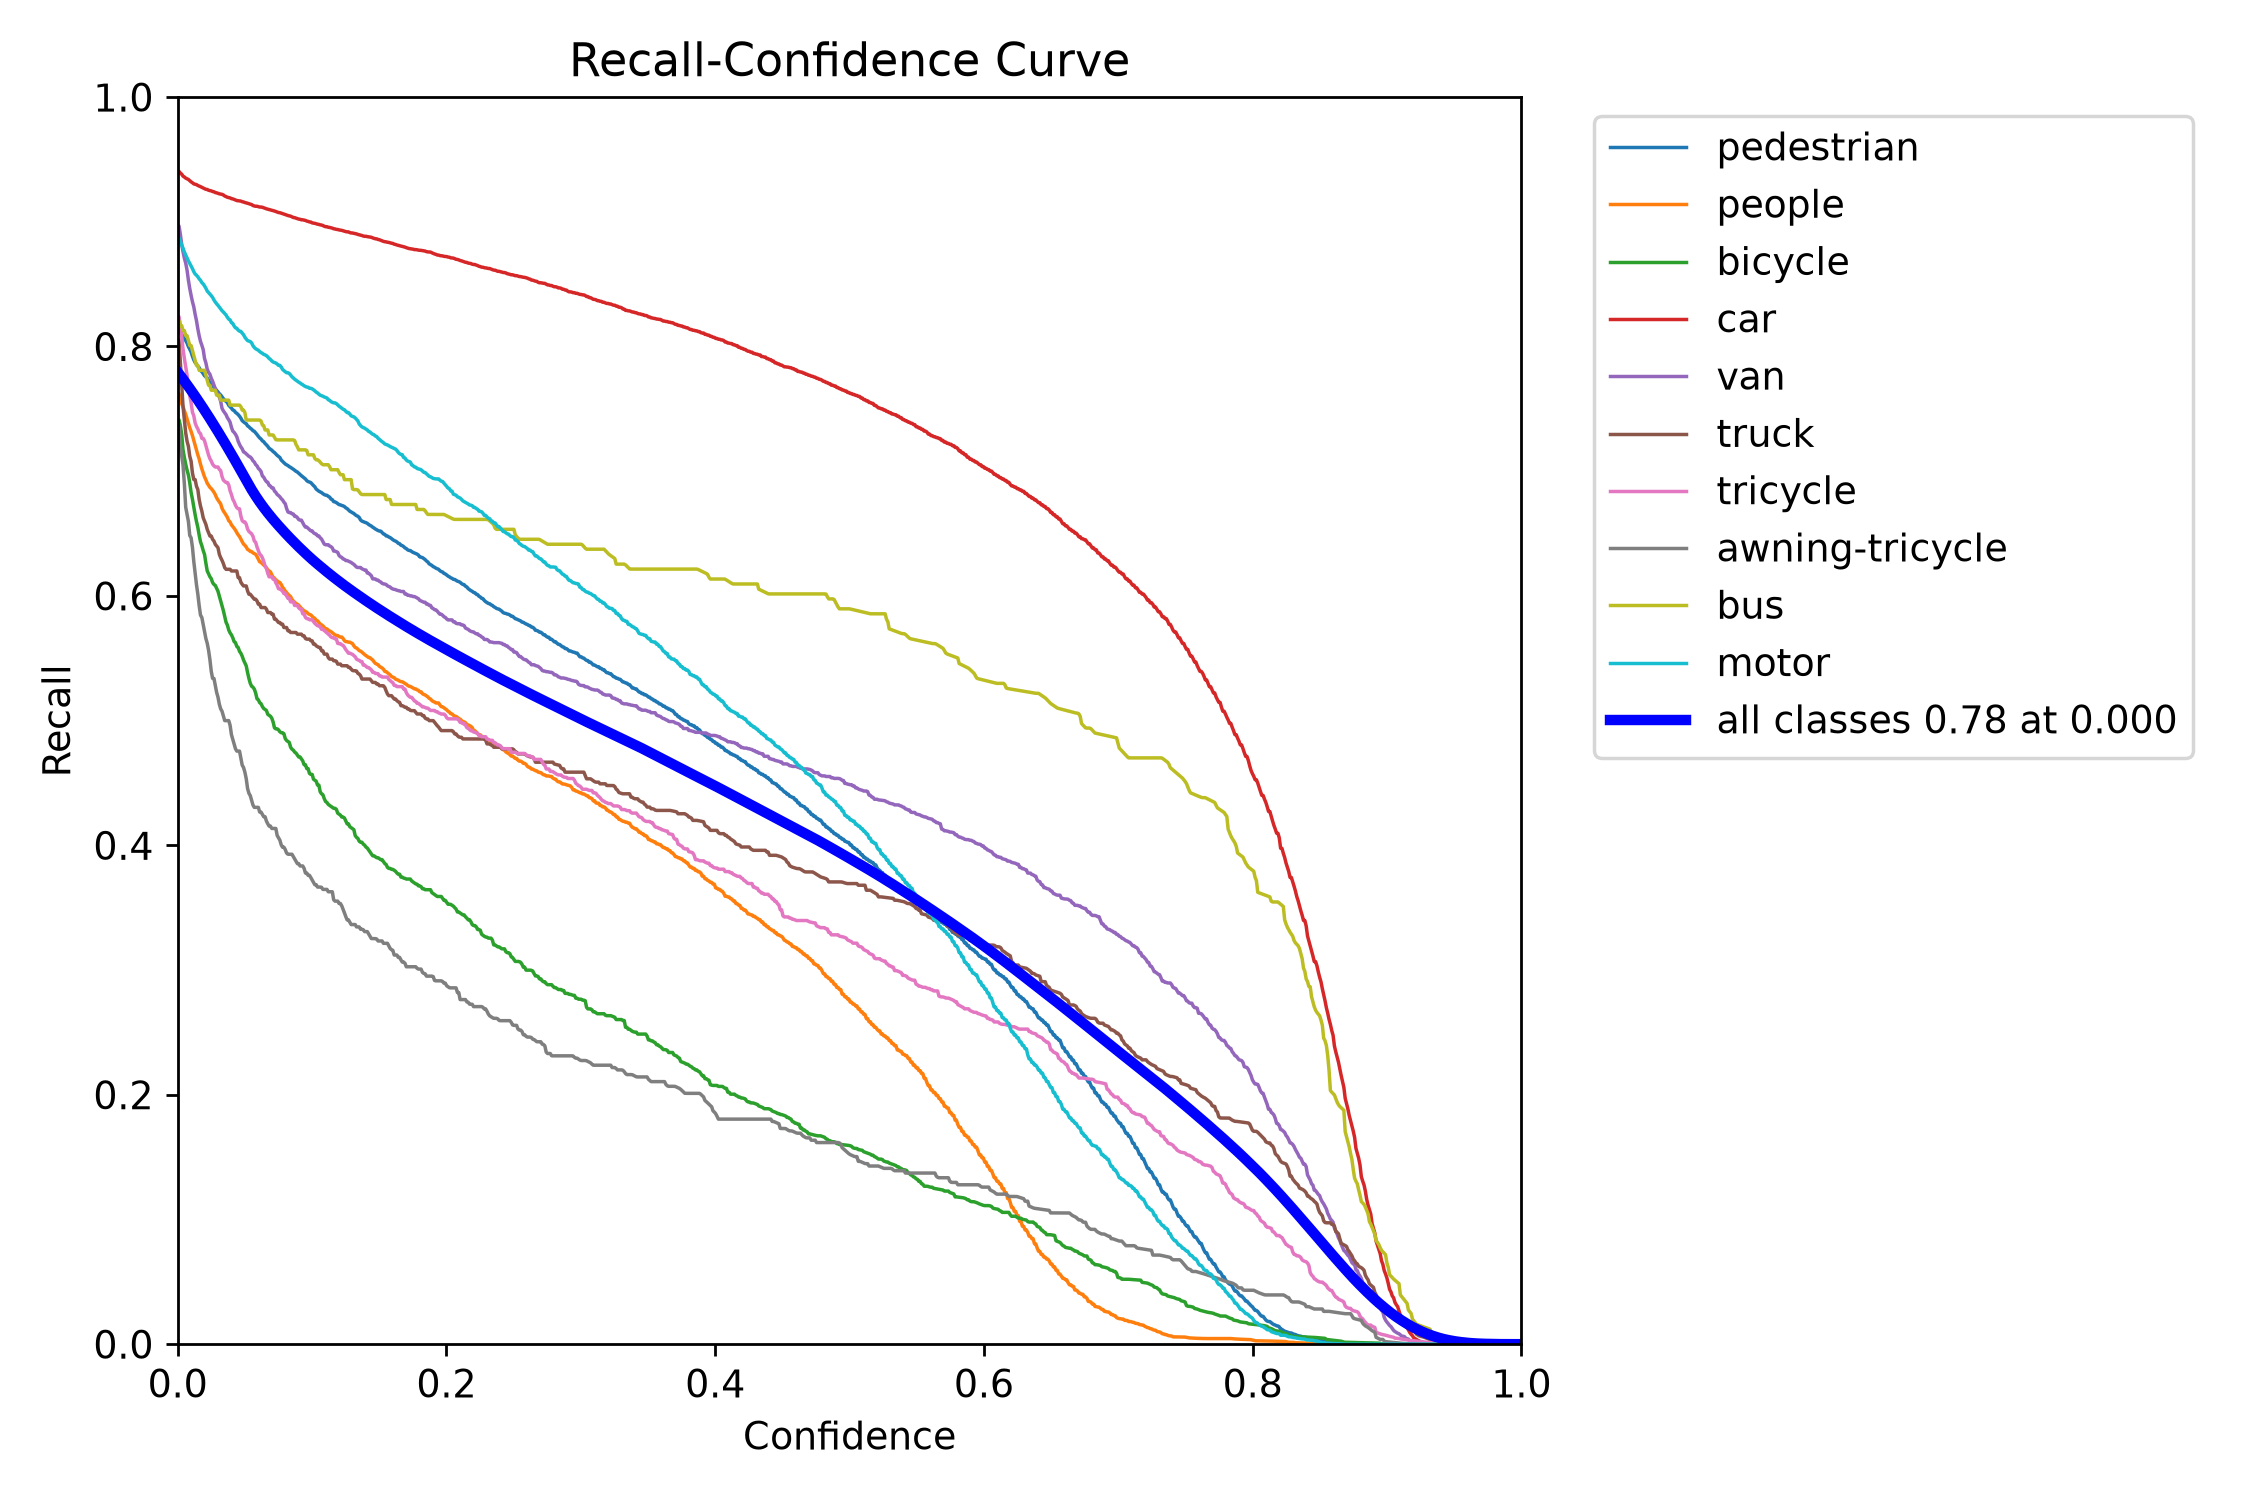 Recall-Confidence Curve
1.0
0.8
0.6
0.4
0.2
0.0
Recall
0.0 0.2 0.4 0.6 0.8 1.0
Confidence
pedestrian
people
bicycle
car
van
truck
tricycle
awning-tricycle
bus
motor
all classes 0.78 at 0.000